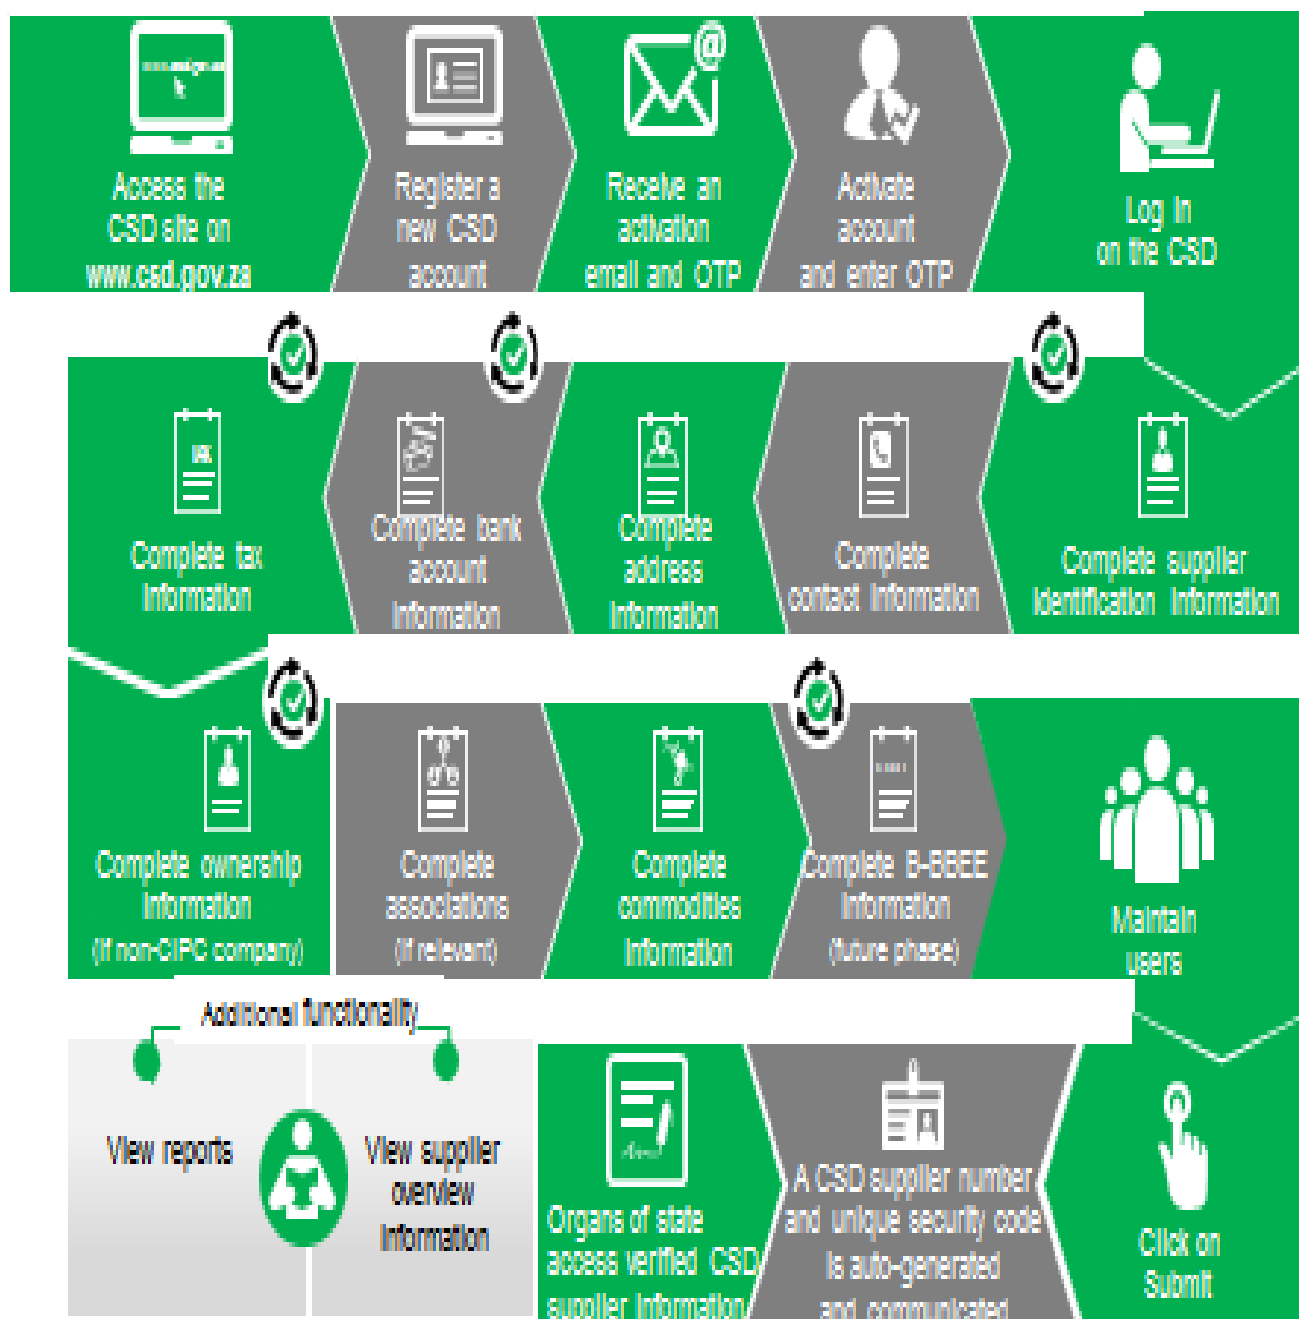 Access the
CSD site on
www.csd.gov.za
Register a
new CSD
account
Receive an
activation
email and OTP
Activate
account
and enter OTP
Log in
on the CSD
Complete supplier
identification information
Complete
contact information
Complete
address
information
Complete bank
account
information
Complete tax
information
Complete ownership
information
(if non-CIPC company)
Complete
associations
(if relevant)
Complete
commodities
information
Complete B-BBEE
information
(future phase)
Maintain
users
Click on
Submit
A CSD supplier number
and unique security code
is auto-generated
and communicated
Organs of state
access verified CSD
supplier information
Additional functionality
View reports
View supplier
overview
information